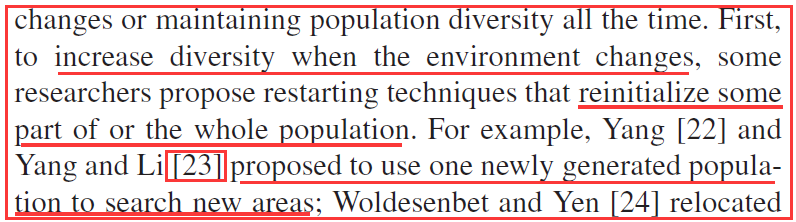 changes or maintaining population diversity all the time. First,
to increase diversity when the environment changes, some
researchers propose restarting techniques that reinitialize some
part of or the whole population. For example, Yang [22] and
Yang and Li [23] proposed to use one newly generated popula-
tion to search new areas; Woldesenbet and Yen [24] relocated